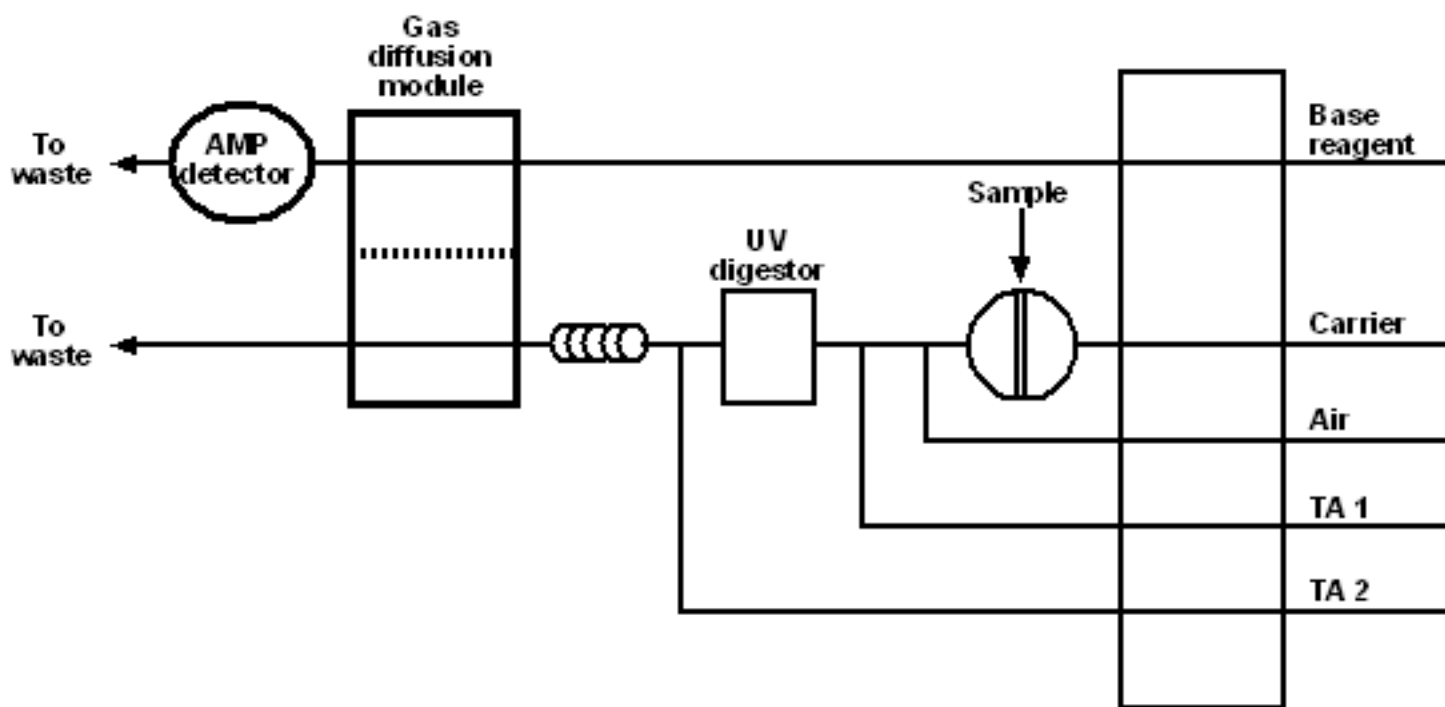 Gas
diffusion
module
To
waste
AMP
detector
Base
reagent
Sample
UV
digestor
To
waste
Carrier
Air
TA 1
TA 2